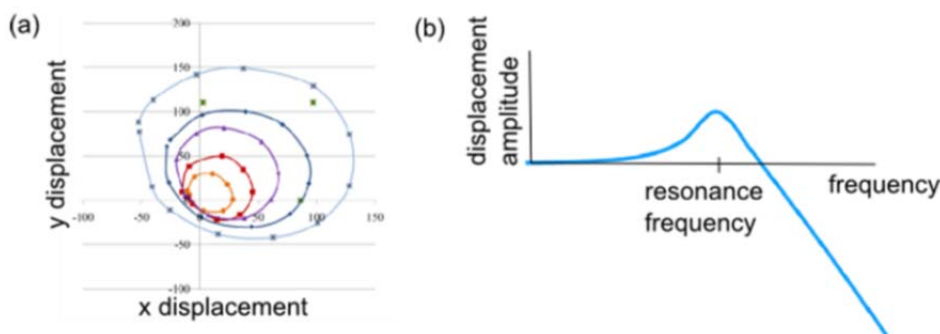 (a)
200
150
100
50
-100
-50
50
100
150
-50
-100
y displacement
x displacement
(b)
displacement
amplitude
resonance
frequency
frequency